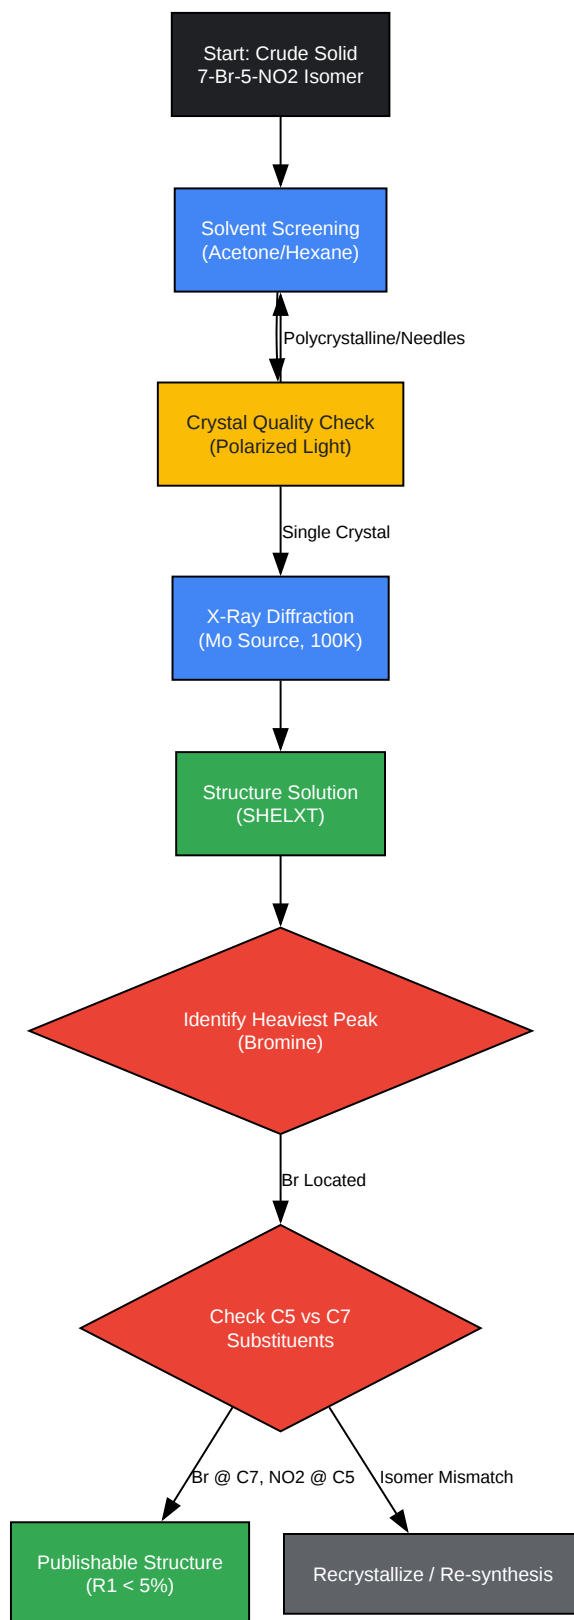 Start: Crude Solid
7-Br-5-NO2 Isomer
Solvent Screening
(Acetone/Hexane)
Polycrystalline/Needles
Crystal Quality Check
(Polarized Light)
Single Crystal
X-Ray Diffraction
(Mo Source, 100K)
Structure Solution
(SHELXT)
Identify Heaviest Peak
(Bromine)
Br Located
Check C5 vs C7
Substituents
Br @ C7, NO2 @ C5
Isomer Mismatch
Publishable Structure
(R1 < 5%)
Recrystallize / Re-synthesis